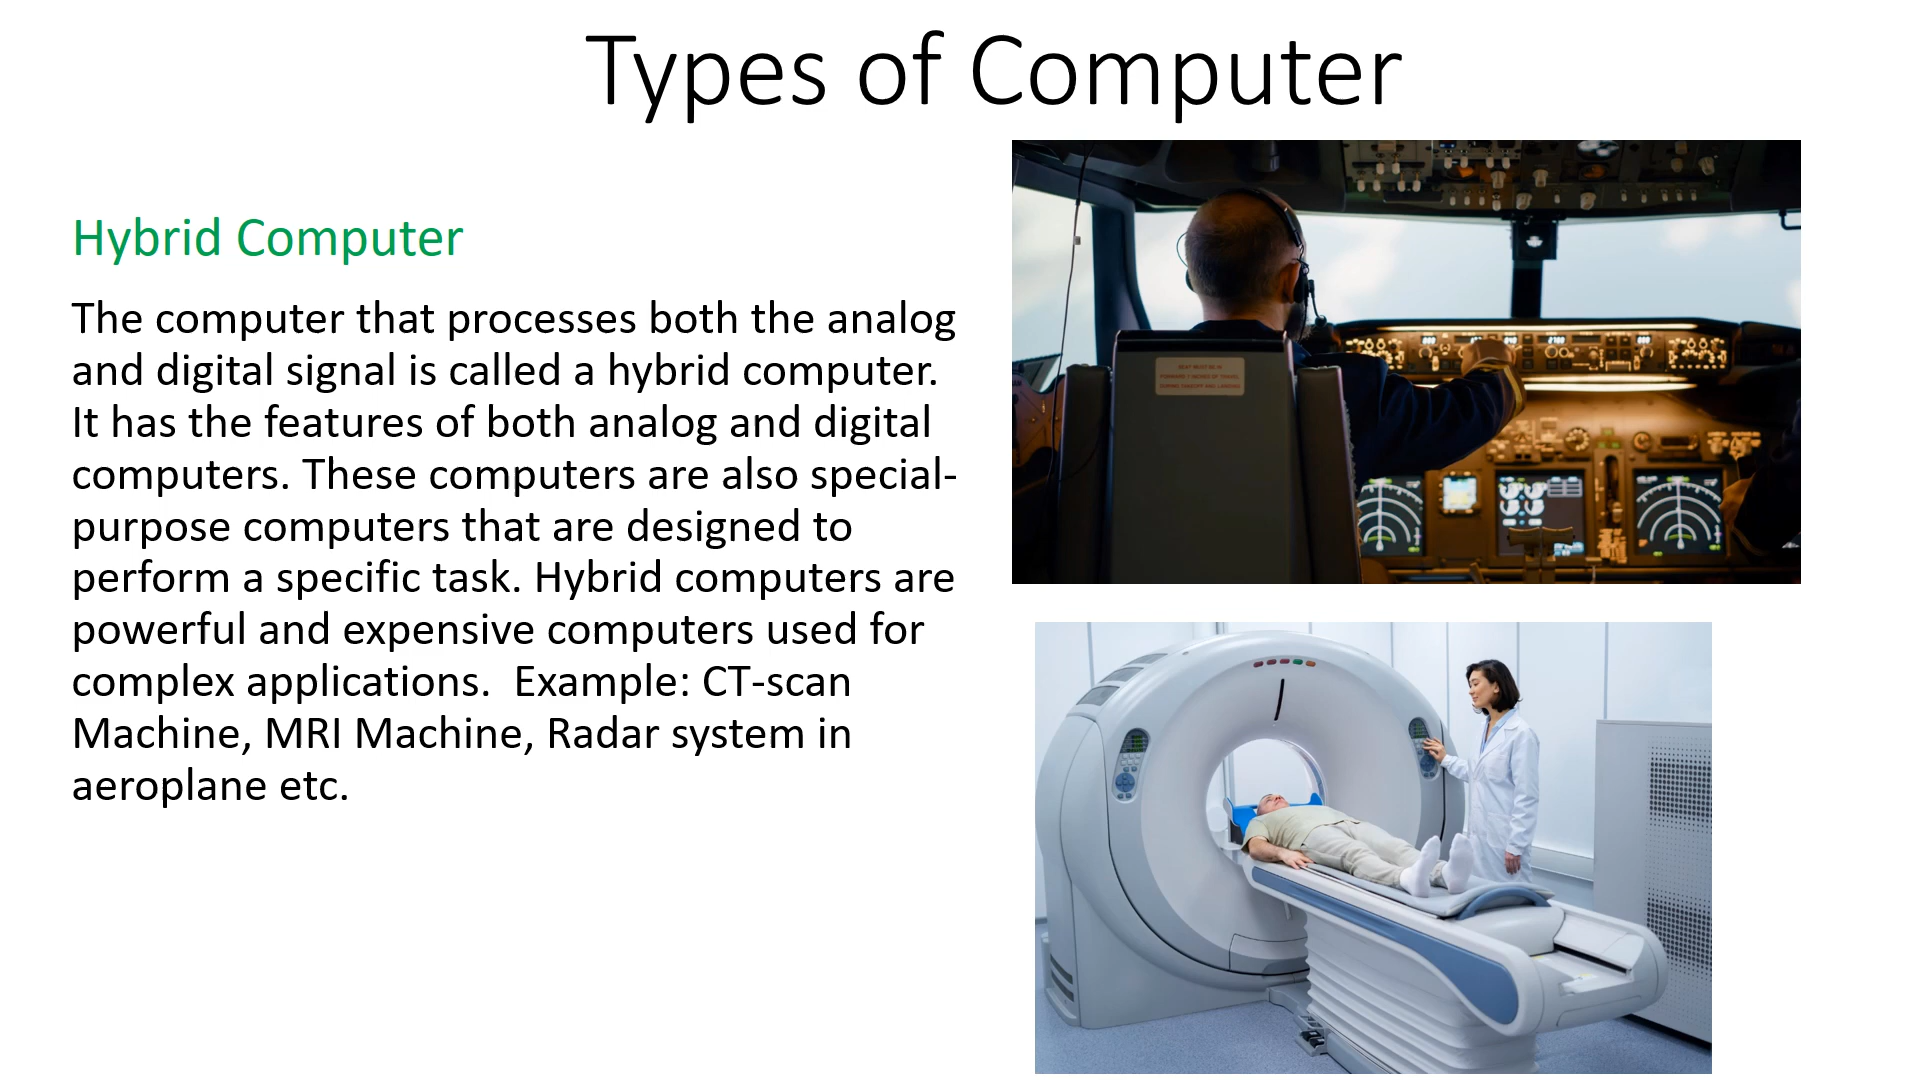 Types of Computer
Hybrid Computer
The computer that processes both the analog
and digital signal is called a hybrid computer.
It has the features of both analog and digital
computers. These computers are also special-
purpose computers that are designed to
perform a specific task. Hybrid computers are
powerful and expensive computers used for
complex applications.  Example: CT-scan
Machine, MRI Machine, Radar system in
aeroplane etc.